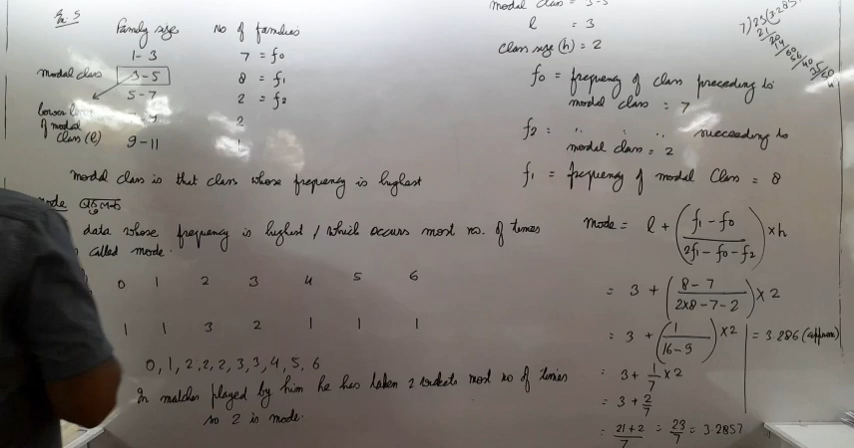 Ex. 5
Family size No of families
1-3 7 = f0
modal class 3-5 8 = f1
5-7 2 = f2
lower limit of modal class (l)
2
9-11 1
modal class is that class whose frequency is highest
mode बहुलक
data whose frequency is highest / which occurs most no. of times
called mode.
0 1 2 3 4 5 6
1 1 3 2 1 1 1
0, 1, 2, 2, 2, 3, 3, 4, 5, 6
In matches played by him he has taken 2 wickets most no of times
so 2 is mode.
modal class = 3-5
l = 3
class size (h) = 2
f0 = frequency of class preceding to
modal class = 7
f2 = " " " succeeding to
modal class = 2
f1 = frequency of modal class = 8
mode = l + (f1 - f0 / 2f1 - f0 - f2) × h
= 3 + (8-7 / 2×8-7-2) × 2
= 3 + (1 / 16-9) × 2 = 3.286 (approx)
= 3 + 1/7 × 2
= 3 + 2/7
= 21+2/7 = 23/7 = 3.2857